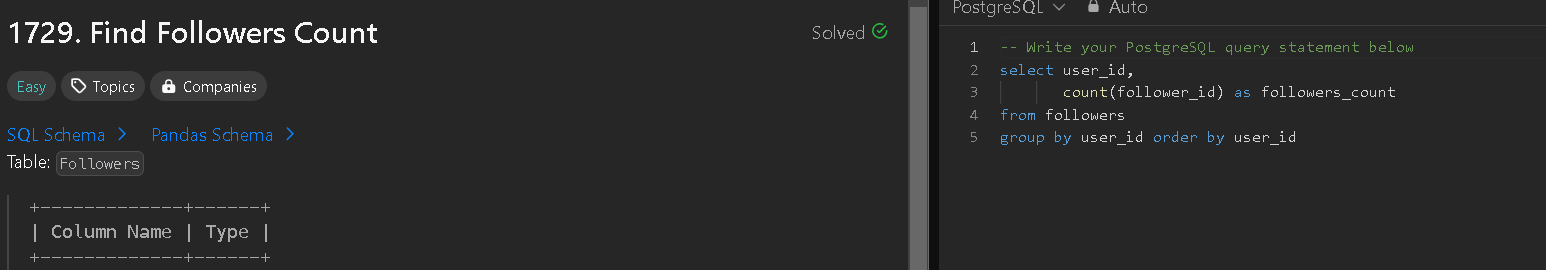 1729. Find Followers Count
Solved
Easy Topics Companies
SQL Schema Pandas Schema
Table: Followers
+-------------+------+
| Column Name | Type |
+-------------+------+
PostgreSQL Auto
1 -- Write your PostgreSQL query statement below
2 select user_id,
3 count(follower_id) as followers_count
4 from followers
5 group by user_id order by user_id